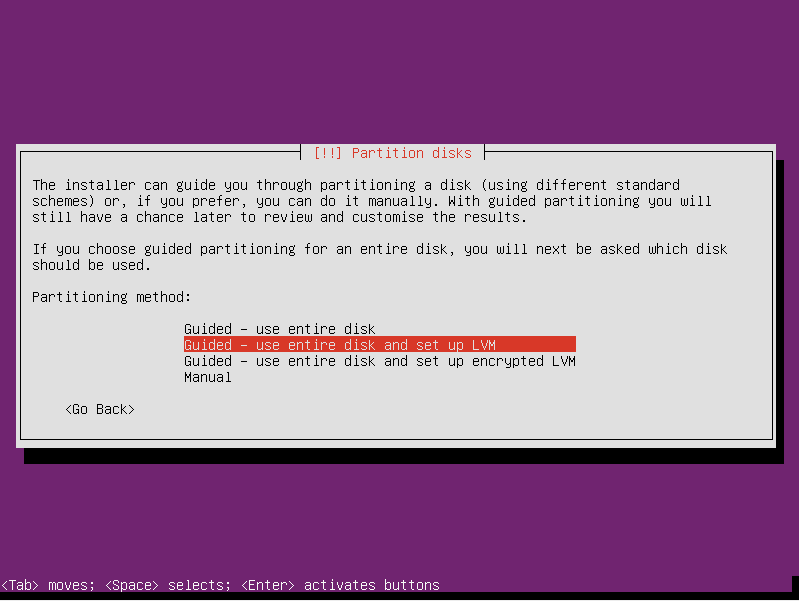 [!!] Partition disks
The installer can guide you through partitioning a disk (using different standard
schemes) or, if you prefer, you can do it manually. With guided partitioning you will
still have a chance later to review and customise the results.
If you choose guided partitioning for an entire disk, you will next be asked which disk
should be used.
Partitioning method:
Guided – use entire disk
Guided – use entire disk and set up LVM
Guided – use entire disk and set up encrypted LVM
Manual
<Go Back>
<Tab> moves; <Space> selects; <Enter> activates buttons